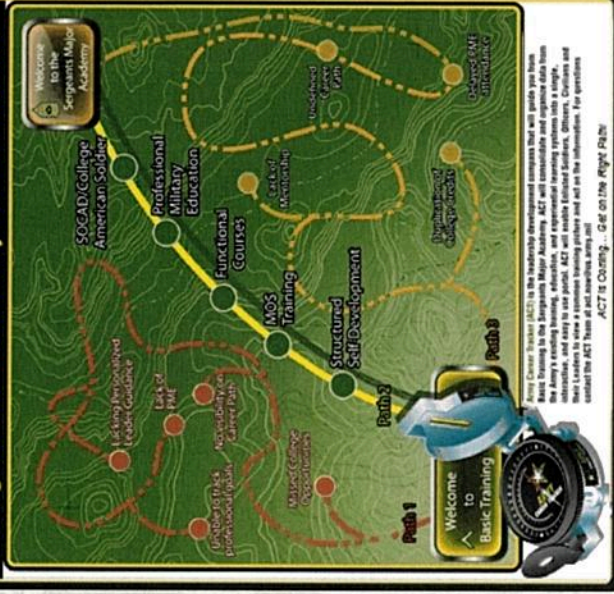 Welcome
to the
Sergeants Major
Academy
SOCAD/College
American Soldier
Professional
Military
Education
Functional
Courses
MOS
Training
Structured
Self Development
Lacking Personalized
Leader Guidance
Lack of
PME
No visibility on
Career Path
Unable to track
professional goals
Missed College
Opportunities
Undefined
Career
Path
Delayed PME
attendance
Lack of
Mentorship
Duplication of
College Credits
Path 1
Path 2
Path 3
Welcome
to
Basic Training
Army Career Tracker (ACT) is the leadership development compass that will guide you from
Basic Training to the Sergeants Major Academy. ACT will consolidate and organize data from
the Army's existing training, education, and experiential learning systems into a single,
interactive, and easy to use portal. ACT will enable Enlisted Soldiers, Officers, Civilians and
their Leaders to view a common training picture and act on the information. For questions
contact the ACT Team at
ACT is Coming... Get on the Right Path!